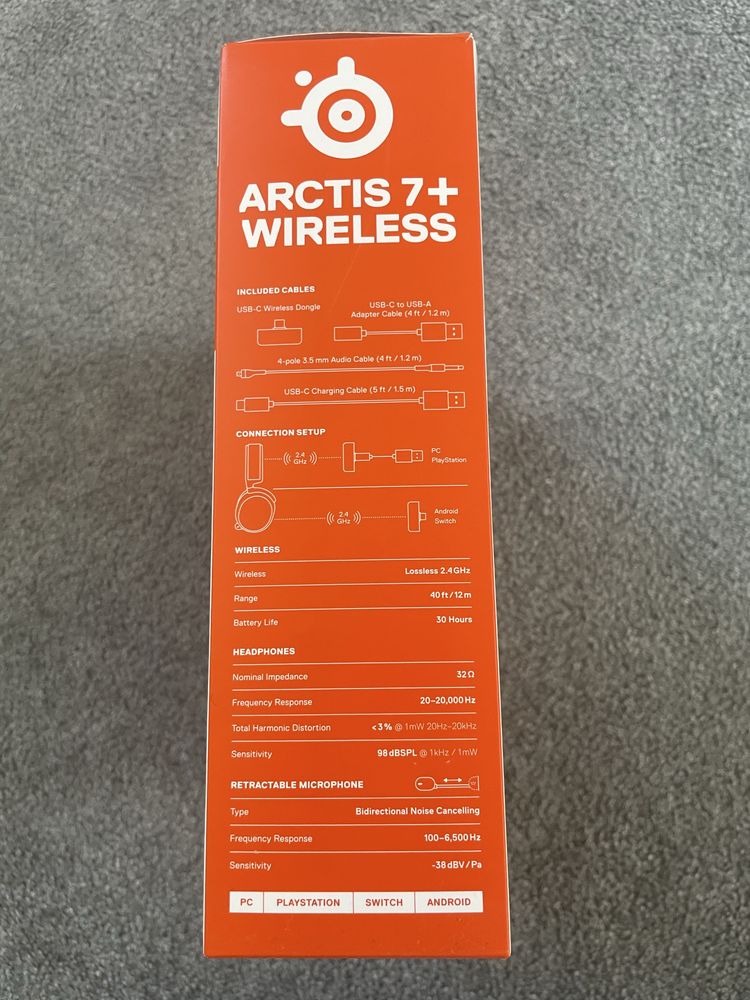 ARCTIS 7+
WIRELESS
INCLUDED CABLES
USB-C Wireless Dongle
USB-C to USB-A
Adapter Cable (4 ft / 1.2 m)
4-pole 3.5 mm Audio Cable (4 ft / 1.2 m)
USB-C Charging Cable (5 ft / 1.5 m)
CONNECTION SETUP
2.4
GHz
PC
PlayStation
2.4
GHz
Android
Switch
WIRELESS
Wireless Lossless 2.4GHz
Range 40 ft / 12 m
Battery Life 30 Hours
HEADPHONES
Nominal Impedance 32 Ω
Frequency Response 20–20,000 Hz
Total Harmonic Distortion < 3 % @ 1mW 20Hz–20kHz
Sensitivity 98 dBSPL @ 1kHz / 1mW
RETRACTABLE MICROPHONE
Type Bidirectional Noise Cancelling
Frequency Response 100–6,500 Hz
Sensitivity -38 dBV / Pa
PC PLAYSTATION SWITCH ANDROID